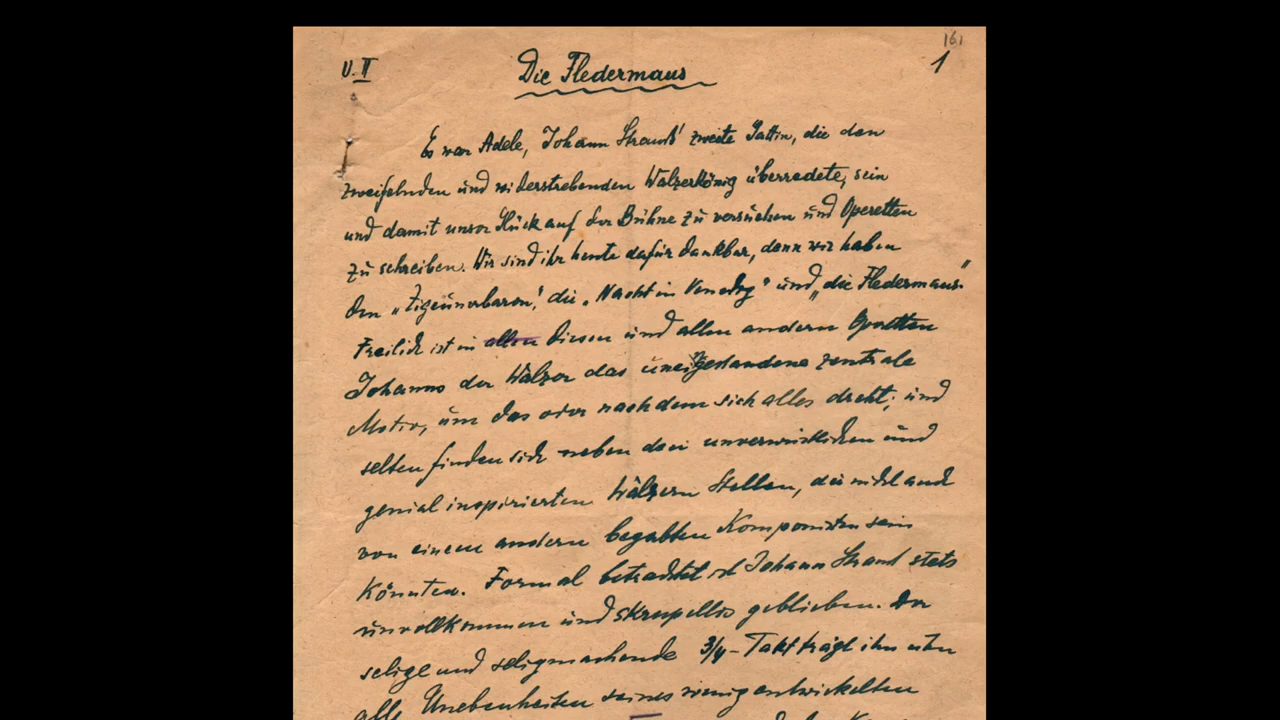 161
V. II
1
Die Fledermaus
Es war Adele, Johann Strauß' zweite Gattin, die den
zweifelnden und widerstrebenden Walzerkönig überredete, sein
und damit unser Glück auf der Bühne zu versuchen und Operetten
zu schreiben. Wir sind ihr heute dafür dankbar, denn wir haben
den „Zigeunerbaron", die „Nacht in Venedig" und „die Fledermaus".
Freilich ist in allen diesen und allen andern Operetten
Johanns der Walzer das uneingestandene zentrale
Motiv, um das oder nach dem sich alles dreht; und
selten finden sich neben den unverwüstlichen und
genial inspirierten Wälzern Stellen, die nicht auch
von einem andern begabten Komponisten sein
könnten. Formal betrachtet ist Johann Strauß stets
unvollkommen und skrupellos geblieben. Der
selige und seligmachende 3/4-Takt trägt ihn über
alle Unebenheiten seines wenig entwickelten